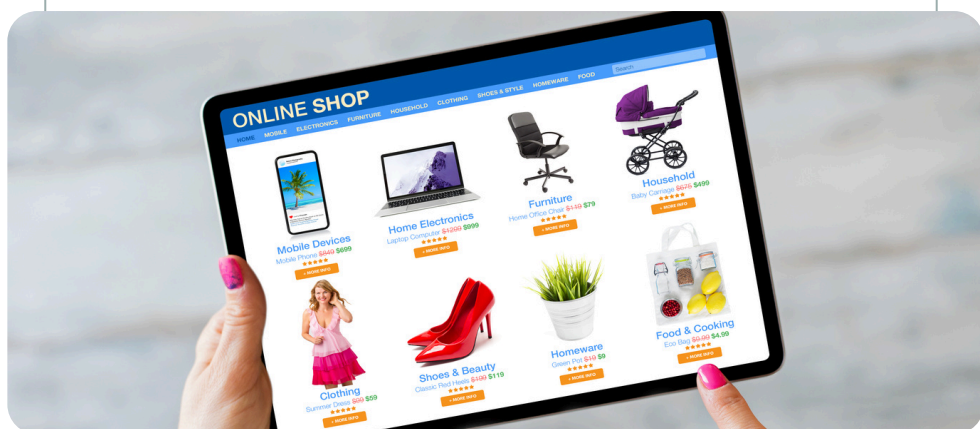 ONLINE SHOP
HOME MOBILE ELECTRONICS FURNITURE HOUSEHOLD CLOTHING SHOES & STYLE HOMEWARE FOOD Search
Mobile Devices
Mobile Phone $849 $699
+ MORE INFO
Home Electronics
Laptop Computer $1299 $999
+ MORE INFO
Furniture
Home Office Chair $119 $79
+ MORE INFO
Household
Baby Carriage $675 $499
+ MORE INFO
Clothing
Summer Dress $99 $59
+ MORE INFO
Shoes & Beauty
Classic Red Heels $199 $119
+ MORE INFO
Homeware
Green Pot $19 $9
+ MORE INFO
Food & Cooking
Eco Bag $9.99 $4.99
+ MORE INFO